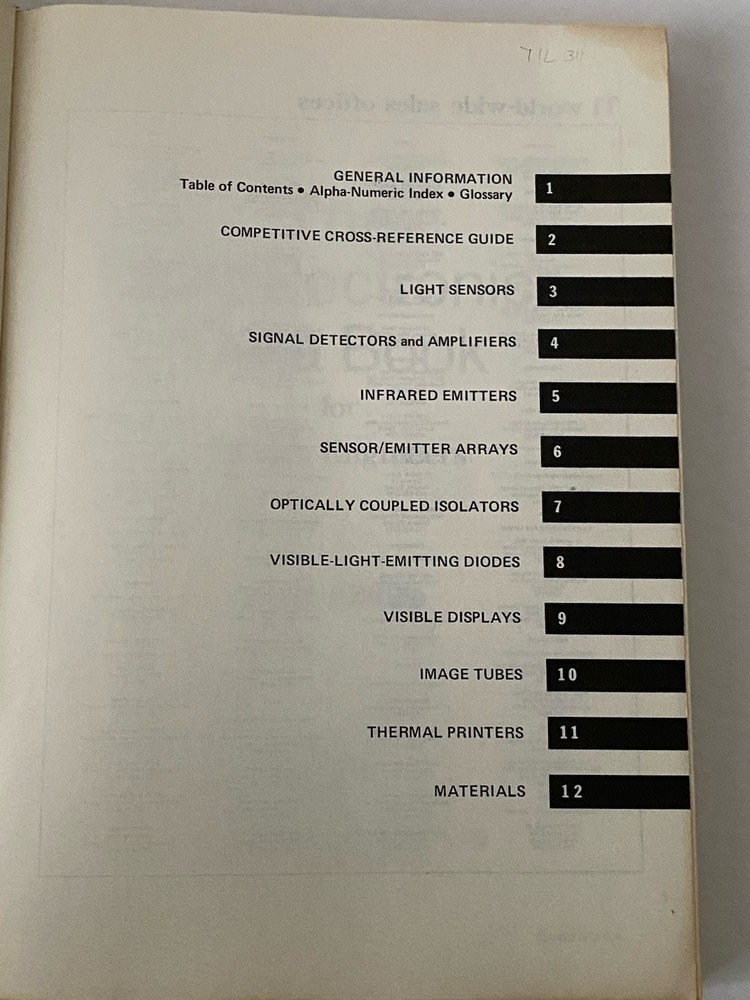 TIL 311
GENERAL INFORMATION
Table of Contents • Alpha-Numeric Index • Glossary
1
COMPETITIVE CROSS-REFERENCE GUIDE
2
LIGHT SENSORS
3
SIGNAL DETECTORS and AMPLIFIERS
4
INFRARED EMITTERS
5
SENSOR/EMITTER ARRAYS
6
OPTICALLY COUPLED ISOLATORS
7
VISIBLE-LIGHT-EMITTING DIODES
8
VISIBLE DISPLAYS
9
IMAGE TUBES
10
THERMAL PRINTERS
11
MATERIALS
12